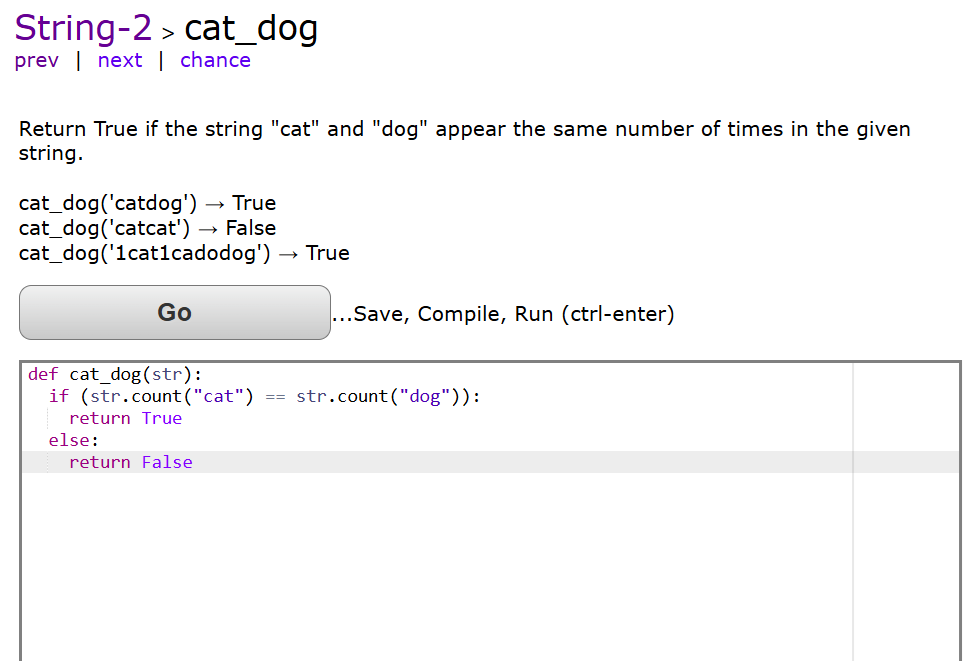 String-2 > cat_dog
prev | next | chance
Return True if the string "cat" and "dog" appear the same number of times in the given
string.
cat_dog('catdog') → True
cat_dog('catcat') → False
cat_dog('1cat1cadodog') → True
Go ...Save, Compile, Run (ctrl-enter)
def cat_dog(str):
  if (str.count("cat") == str.count("dog")):
    return True
  else:
    return False